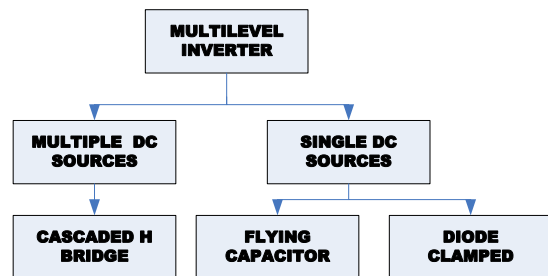 MULTILEVEL
INVERTER
MULTIPLE DC
SOURCES
SINGLE DC
SOURCES
CASCADED H
BRIDGE
FLYING
CAPACITOR
DIODE
CLAMPED